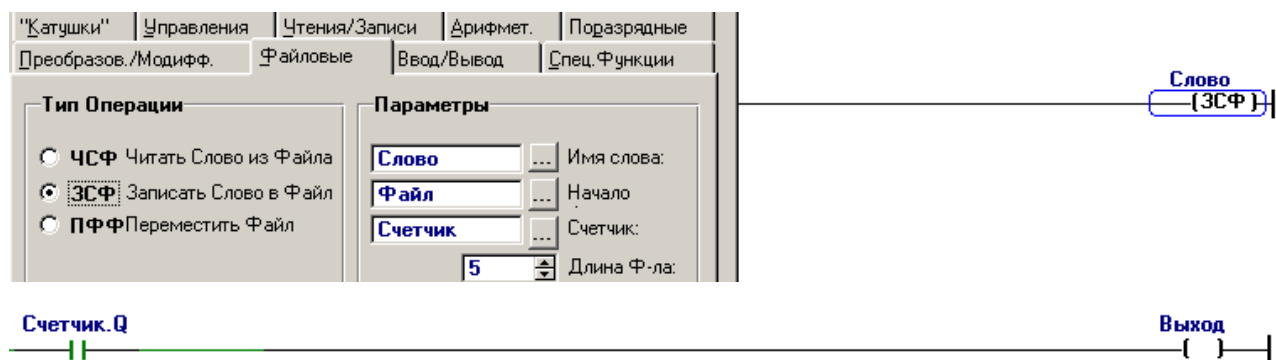 "Катушки" Управления Чтения/Записи Арифмет. Поразрядные
Преобразов./Модифф. Файловые Ввод/Вывод Спец.Функции
Тип Операции Параметры
ЧСФ Читать Слово из Файла Слово ... Имя слова:
ЗСФ Записать Слово в Файл Файл ... Начало
ПФФПереместить Файл Счетчик ... Счетчик:
5 Длина Ф-ла:
Слово
(ЗСФ)
Счетчик.Q Выход
( )